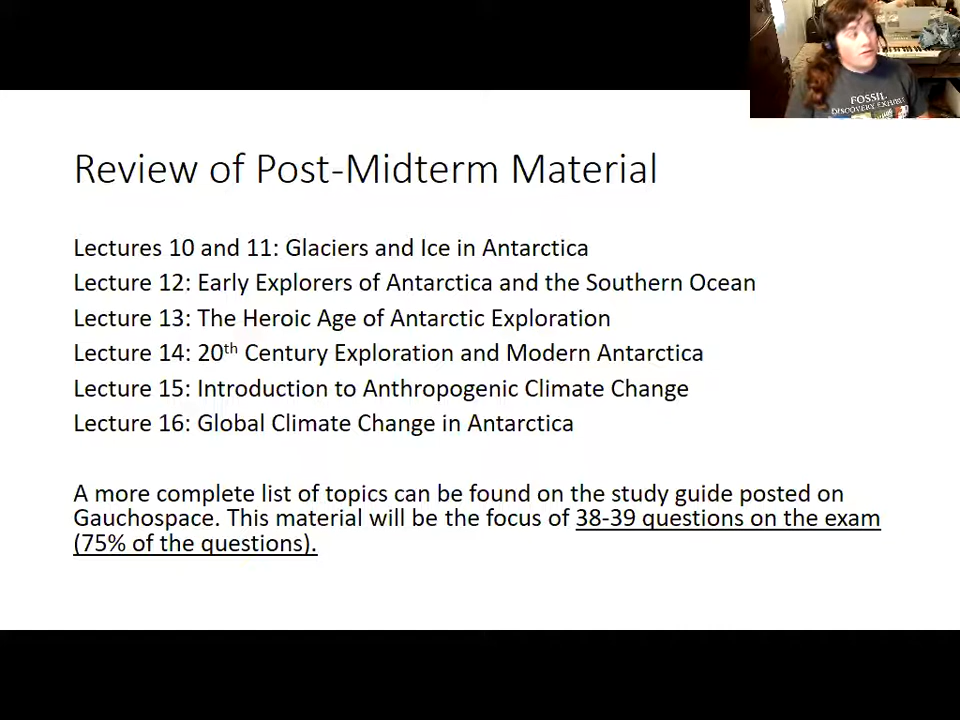 FOSSIL
DISCOVERY EXHIBIT
Review of Post-Midterm Material
Lectures 10 and 11: Glaciers and Ice in Antarctica
Lecture 12: Early Explorers of Antarctica and the Southern Ocean
Lecture 13: The Heroic Age of Antarctic Exploration
Lecture 14: 20th Century Exploration and Modern Antarctica
Lecture 15: Introduction to Anthropogenic Climate Change
Lecture 16: Global Climate Change in Antarctica
A more complete list of topics can be found on the study guide posted on
Gauchospace. This material will be the focus of 38-39 questions on the exam
(75% of the questions).